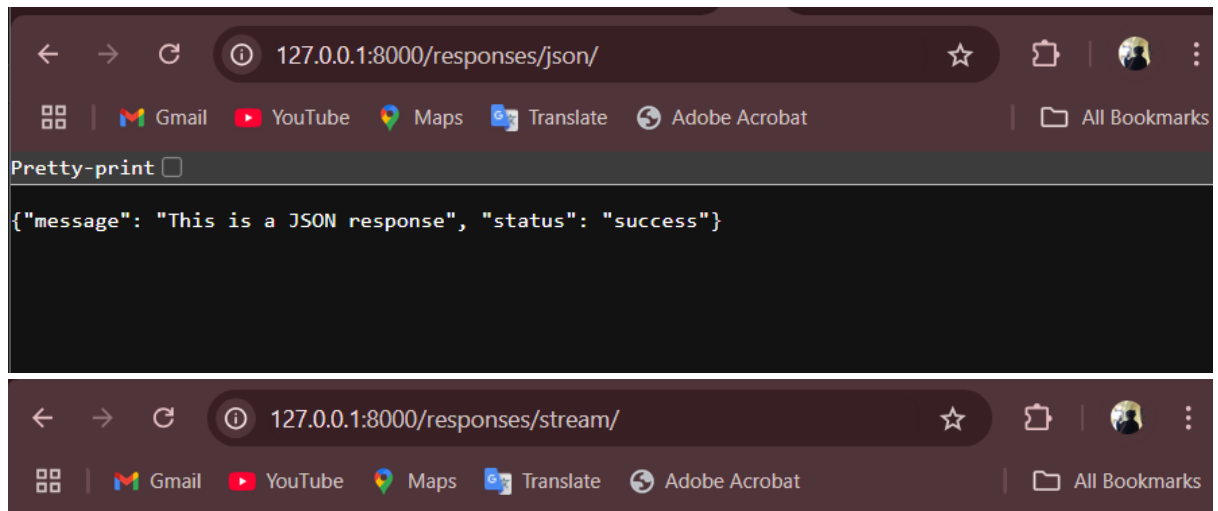 127.0.0.1:8000/responses/json/
Gmail YouTube Maps Translate Adobe Acrobat All Bookmarks
Pretty-print
{"message": "This is a JSON response", "status": "success"}
127.0.0.1:8000/responses/stream/
Gmail YouTube Maps Translate Adobe Acrobat All Bookmarks